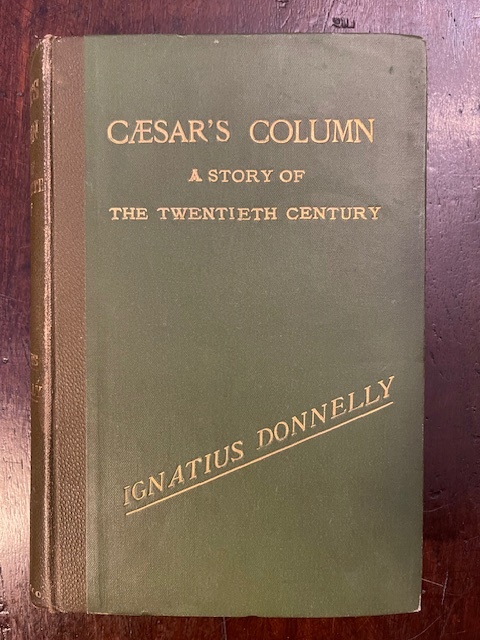 CÆSAR'S COLUMN
A STORY OF
THE TWENTIETH CENTURY
IGNATIUS DONNELLY